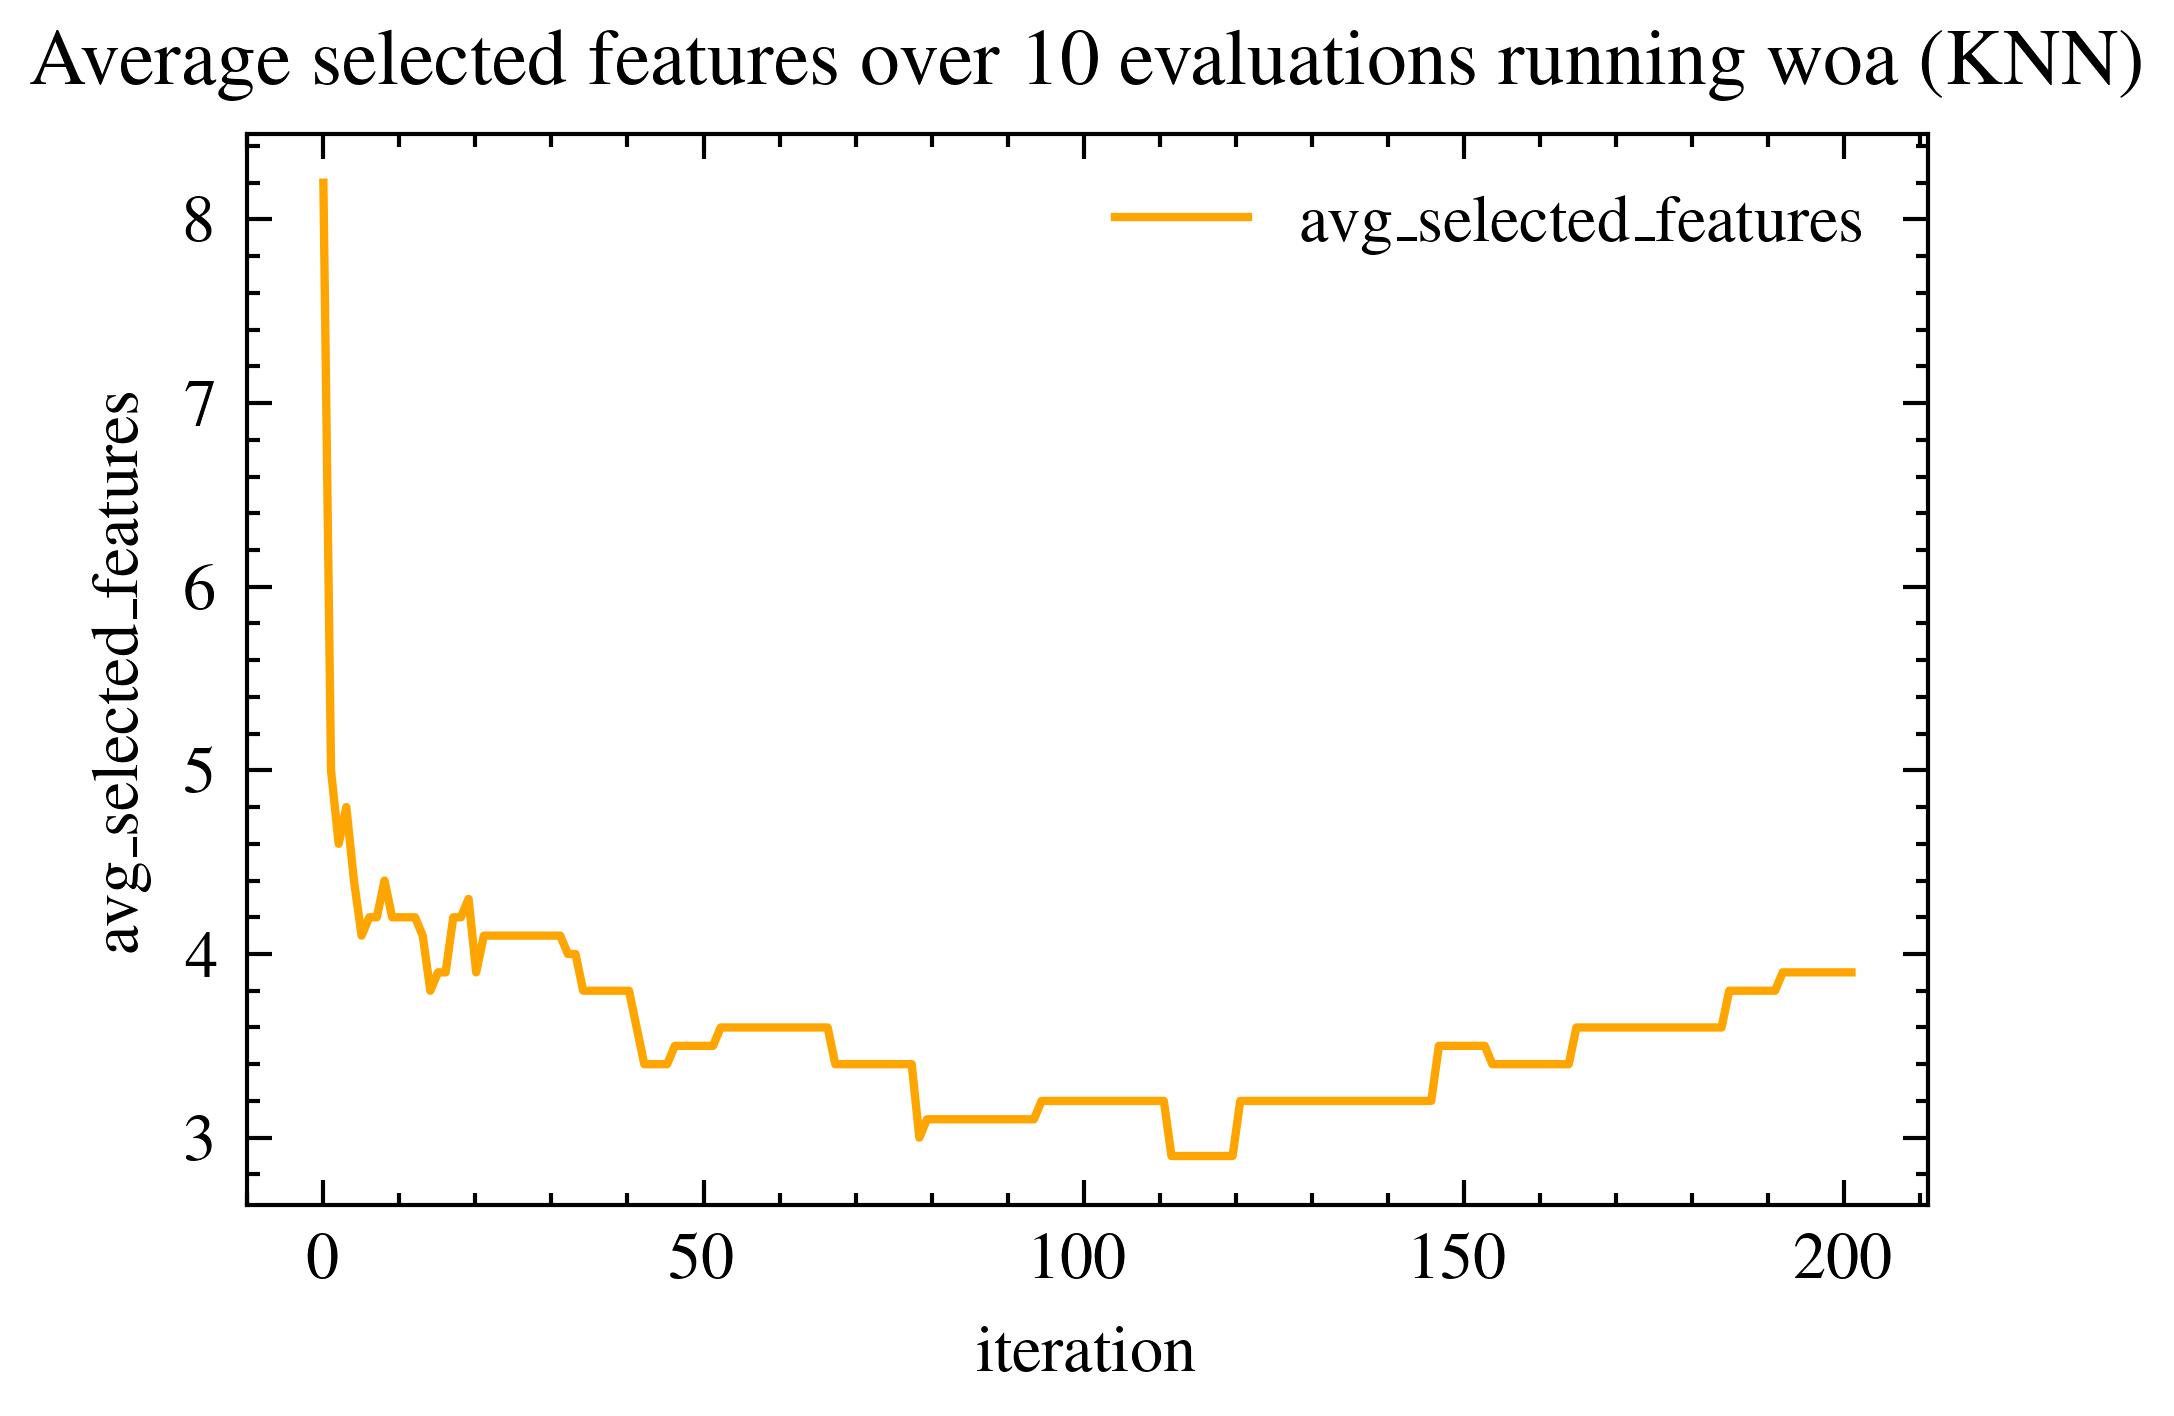 Average selected features over 10 evaluations running woa (KNN)
avg_selected_features
8
7
6
5
4
3
avg_selected_features
0 50 100 150 200
iteration